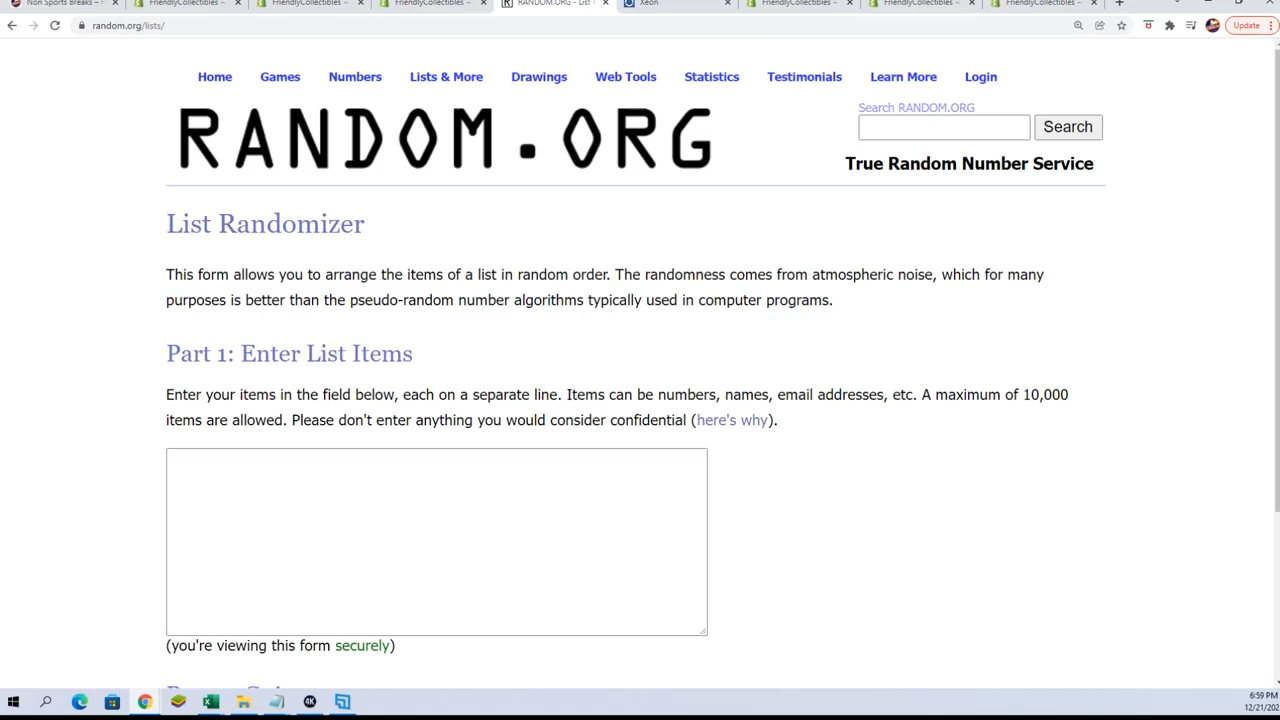 Non Sports Breaks – F
FriendlyCollectibles ~
FriendlyCollectibles ~
FriendlyCollectibles ~
RANDOM.ORG - List
Xeon
FriendlyCollectibles ~
FriendlyCollectibles ~
FriendlyCollectibles ~
random.org/lists/
Update
Home Games Numbers Lists & More Drawings Web Tools Statistics Testimonials Learn More Login
RANDOM.ORG
Search RANDOM.ORG
Search
True Random Number Service
List Randomizer
This form allows you to arrange the items of a list in random order. The randomness comes from atmospheric noise, which for many
purposes is better than the pseudo-random number algorithms typically used in computer programs.
Part 1: Enter List Items
Enter your items in the field below, each on a separate line. Items can be numbers, names, email addresses, etc. A maximum of 10,000
items are allowed. Please don't enter anything you would consider confidential (here's why).
(you're viewing this form securely)
4K
6:59 PM
12/21/202